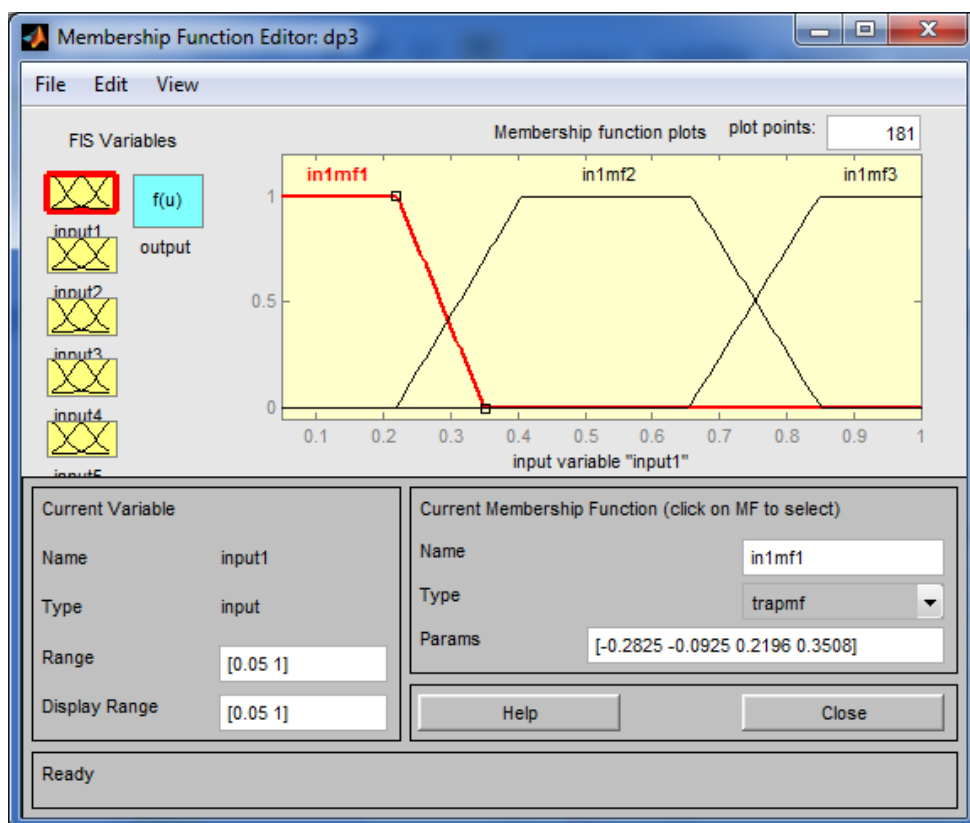 Membership Function Editor: dp3
File Edit View
FIS Variables
Membership function plots plot points: 181
f(u)
input1
output
input2
input3
input4
input5
in1mf1 in1mf2 in1mf3
1
0.5
0
0.1 0.2 0.3 0.4 0.5 0.6 0.7 0.8 0.9 1
input variable "input1"
Current Variable
Name input1
Type input
Range [0.05 1]
Display Range [0.05 1]
Current Membership Function (click on MF to select)
Name in1mf1
Type trapmf
Params [-0.2825 -0.0925 0.2196 0.3508]
Help Close
Ready